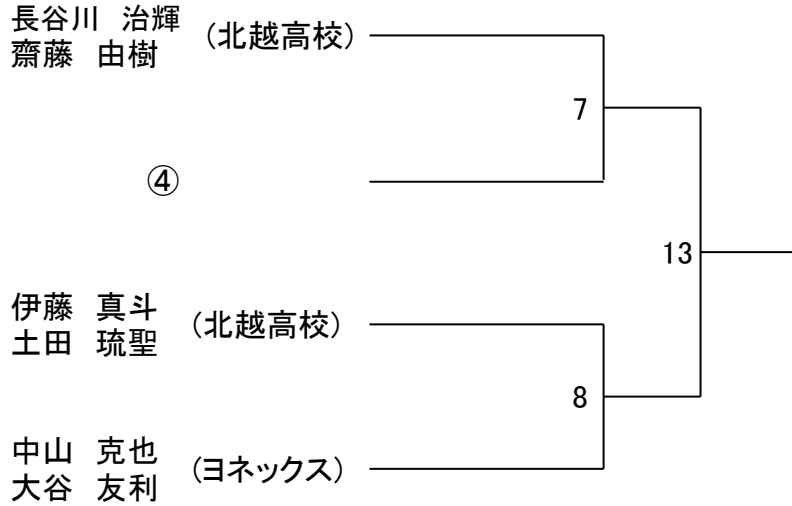 長谷川 治輝
齋藤 由樹
(北越高校)
7
④
13
伊藤 真斗
土田 琉聖
(北越高校)
8
中山 克也
大谷 友利
(ヨネックス)